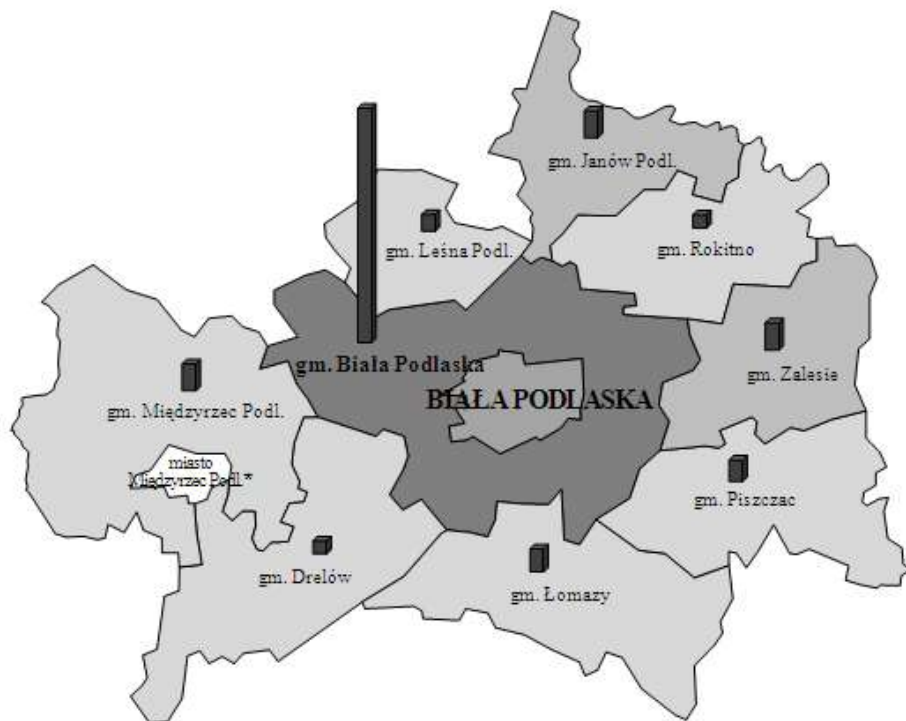 gm. Janów Podl.
gm. Leśna Podl.
gm. Rokitno
gm. Biała Podlaska
gm. Zalesie
BIAŁA PODLASKA
gm. Międzyrzec Podl.
miasto
Międzyrzec Podl.*
gm. Piszczac
gm. Drelów
gm. Łomazy